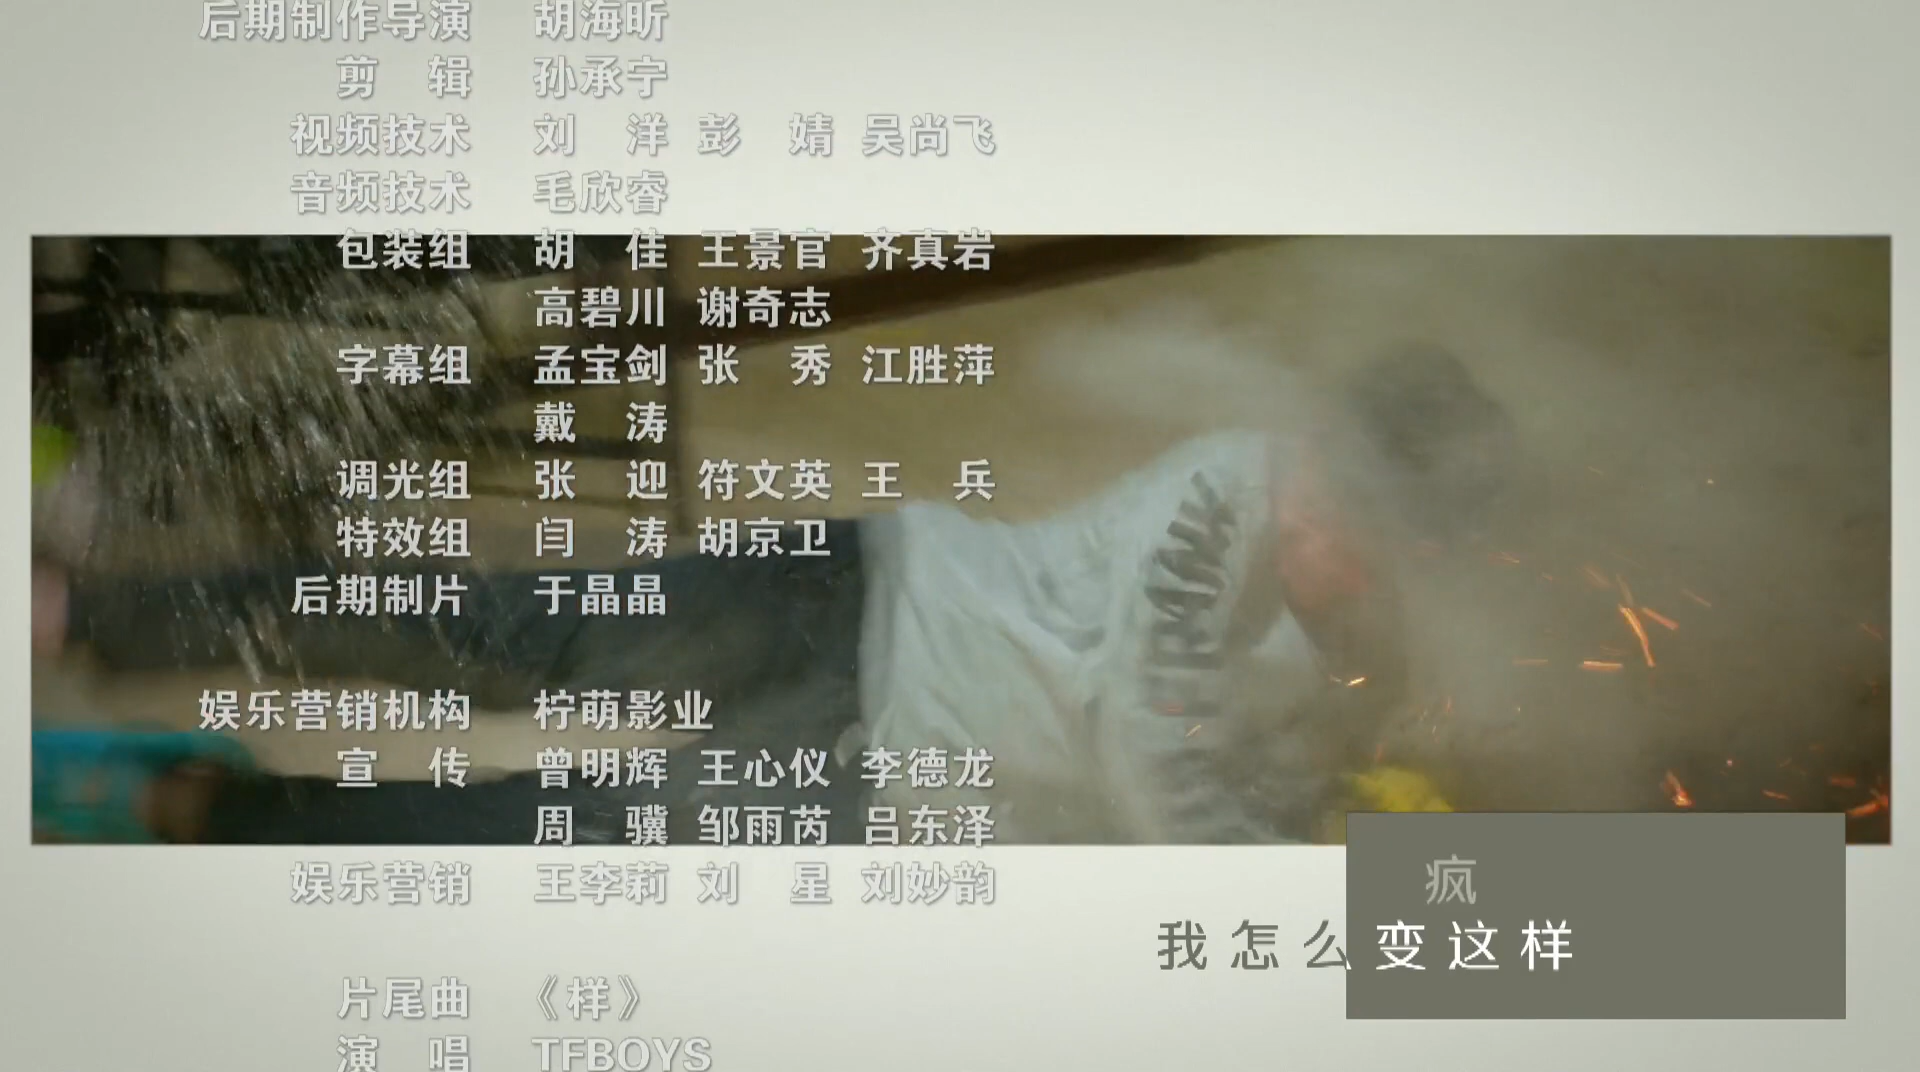 后期制作导演 胡海昕
剪 辑 孙承宁
视频技术 刘 洋 彭 婧 吴尚飞
音频技术 毛欣睿
包装组 胡 佳 王景官 齐真岩
高碧川 谢奇志
字幕组 孟宝剑 张 秀 江胜萍
戴 涛
调光组 张 迎 符文英 王 兵
特效组 闫 涛 胡京卫
后期制片 于晶晶
娱乐营销机构 柠萌影业
宣 传 曾明辉 王心仪 李德龙
周 骥 邹雨芮 吕东泽
娱乐营销 王李莉 刘 星 刘妙韵
片尾曲 《样》
演 唱 TFBOYS
疯
我怎么变这样
FRANK